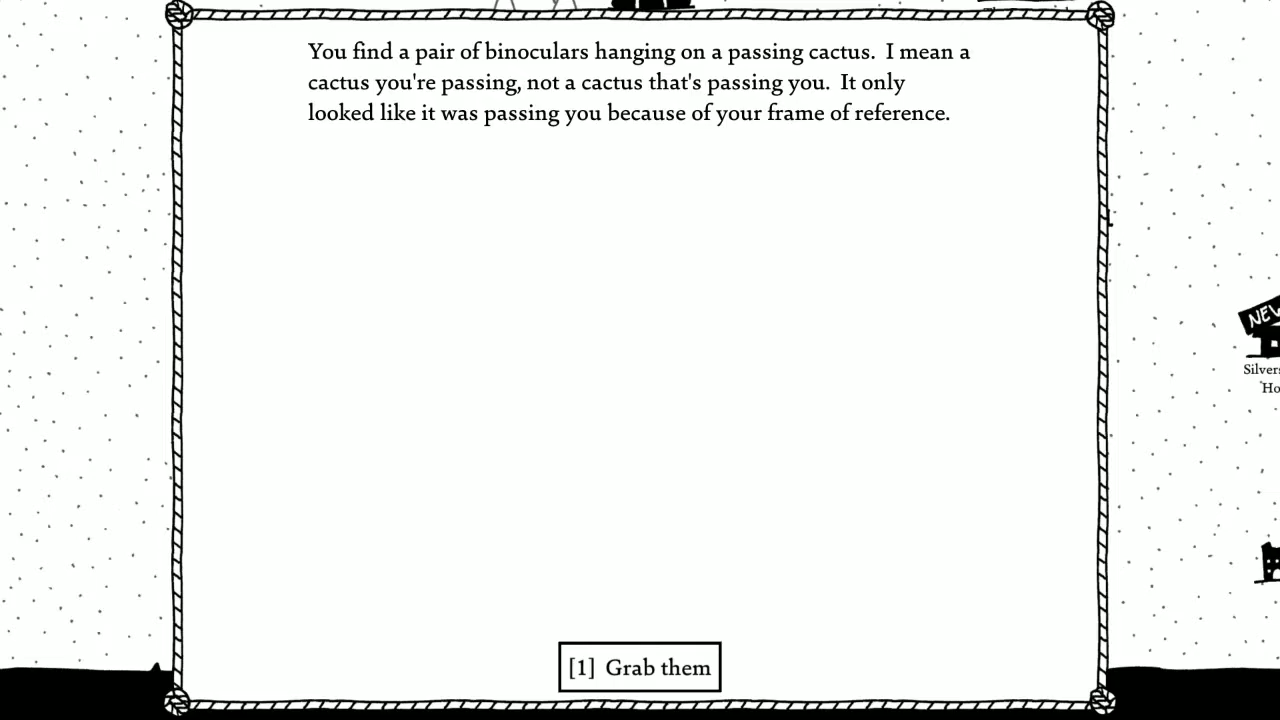 You find a pair of binoculars hanging on a passing cactus.  I mean a
cactus you're passing, not a cactus that's passing you.  It only
looked like it was passing you because of your frame of reference.
[1]  Grab them